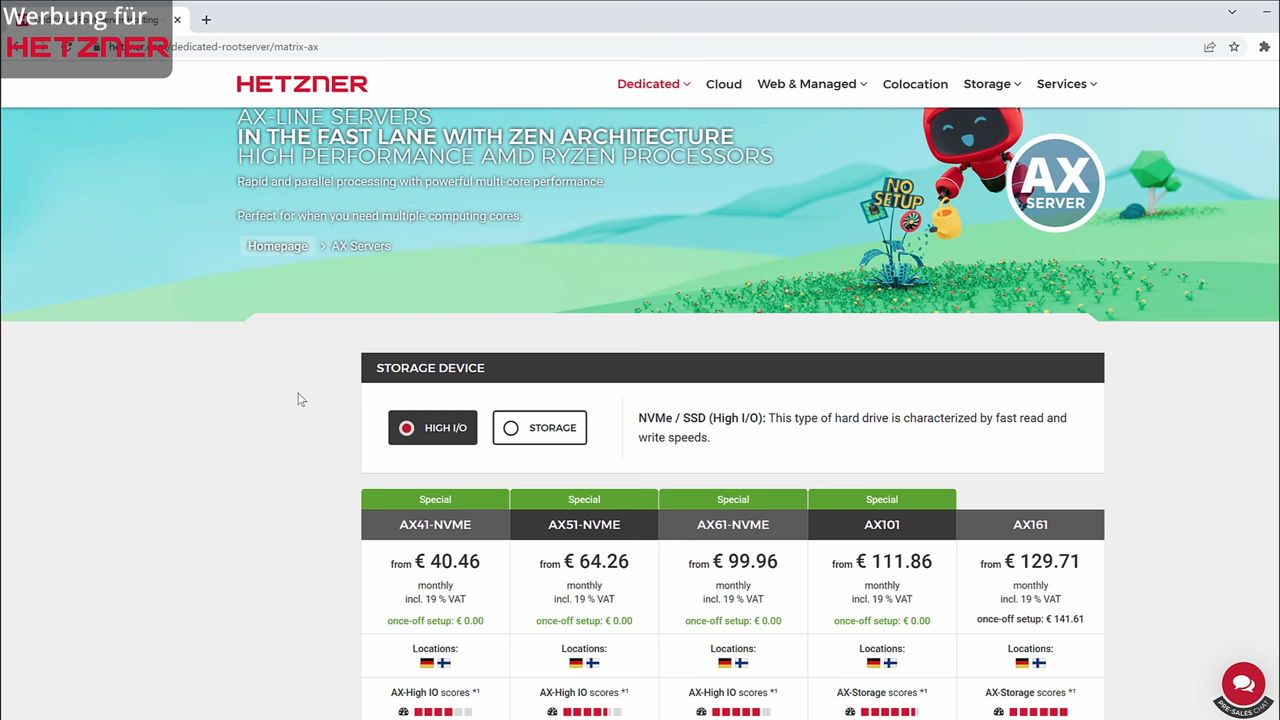 Werbung für
HETZNER
/dedicated-rootserver/matrix-ax
HETZNER
Dedicated
Cloud
Web & Managed
Colocation
Storage
Services
AX-LINE SERVERS
IN THE FAST LANE WITH ZEN ARCHITECTURE
HIGH PERFORMANCE AMD RYZEN PROCESSORS
Rapid and parallel processing with powerful multi-core performance.
Perfect for when you need multiple computing cores.
Homepage > AX Servers
NO
SETUP
AX
SERVER
STORAGE DEVICE
HIGH I/O
STORAGE
NVMe / SSD (High I/O): This type of hard drive is characterized by fast read and
write speeds.
Special Special Special Special
AX41-NVME AX51-NVME AX61-NVME AX101 AX161
from € 40.46 from € 64.26 from € 99.96 from € 111.86 from € 129.71
monthly monthly monthly monthly monthly
incl. 19 % VAT incl. 19 % VAT incl. 19 % VAT incl. 19 % VAT incl. 19 % VAT
once-off setup: € 0.00 once-off setup: € 0.00 once-off setup: € 0.00 once-off setup: € 0.00 once-off setup: € 141.61
Locations: Locations: Locations: Locations: Locations:
AX-High IO scores *¹ AX-High IO scores *¹ AX-High IO scores *¹ AX-Storage scores *¹ AX-Storage scores *¹
PRE-SALES CHAT